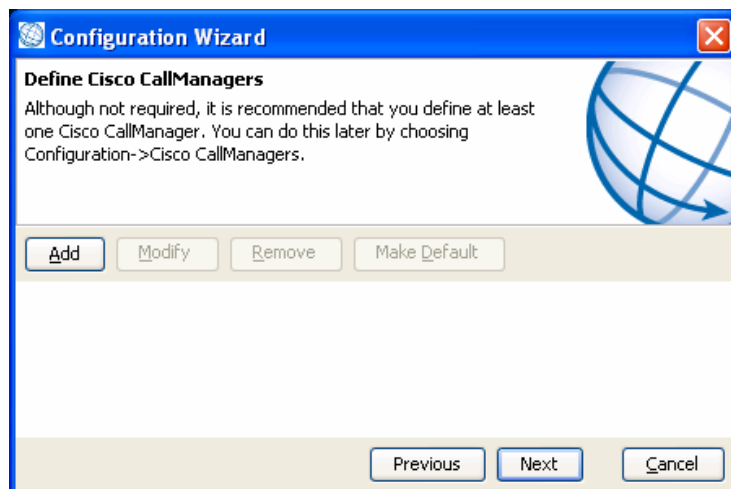 Configuration Wizard
Define Cisco CallManagers
Although not required, it is recommended that you define at least
one Cisco CallManager. You can do this later by choosing
Configuration->Cisco CallManagers.
Add Modify Remove Make Default
Previous Next Cancel